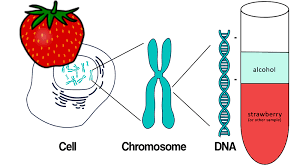 alcohol
strawberry
(or other sample)
Cell
Chromosome
DNA